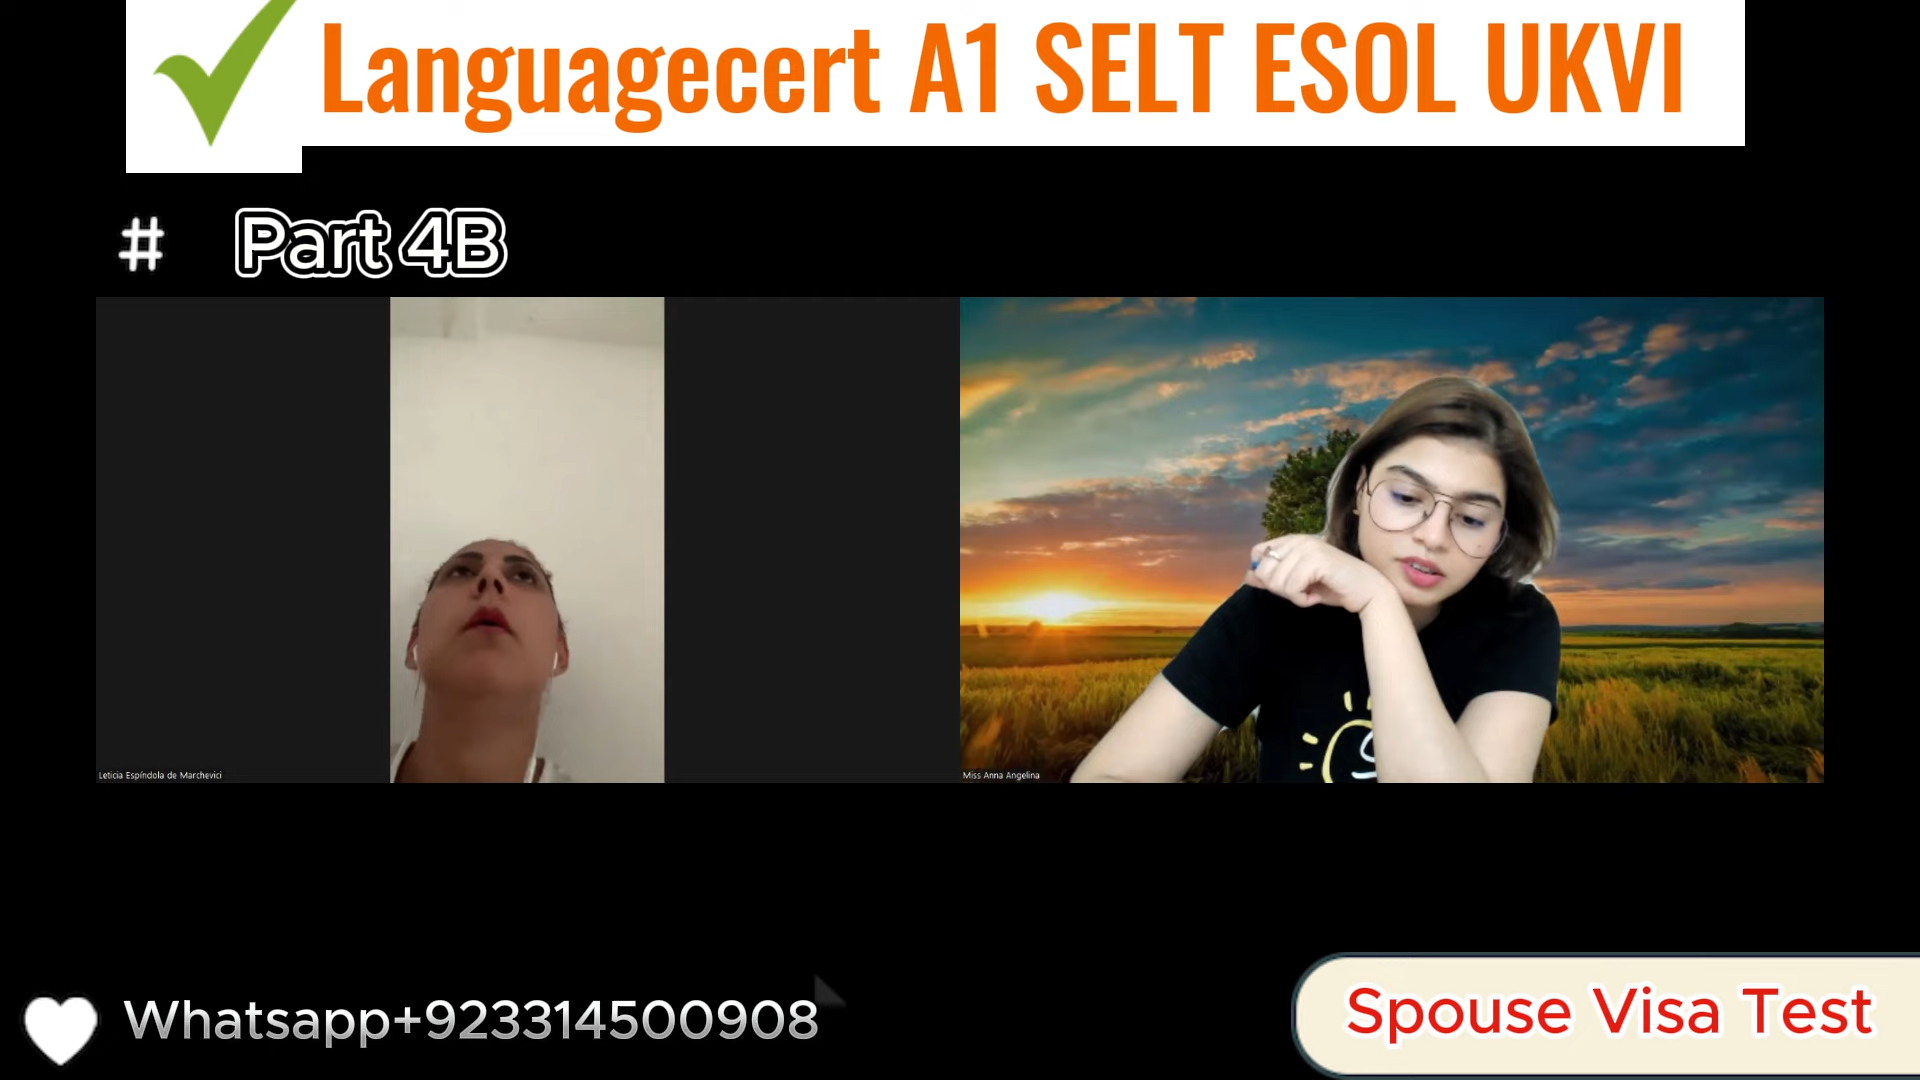 Languagecert A1 SELT ESOL UKVI
# Part 4B
Leticia Espíndola de Marchevici
Miss Anna Angelina
Whatsapp+923314500908
Spouse Visa Test